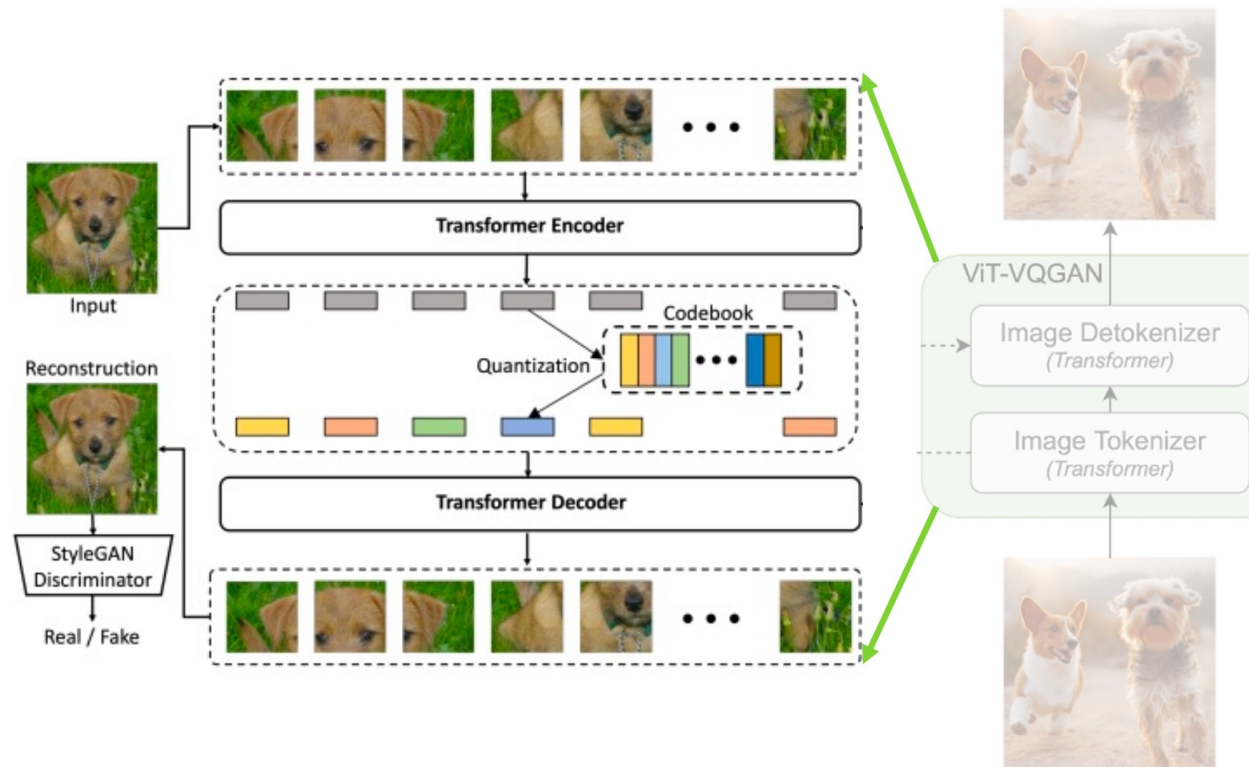 Transformer Encoder
Input
Codebook
Quantization
Reconstruction
Transformer Decoder
StyleGAN
Discriminator
Real / Fake
ViT-VQGAN
Image Detokenizer
(Transformer)
Image Tokenizer
(Transformer)